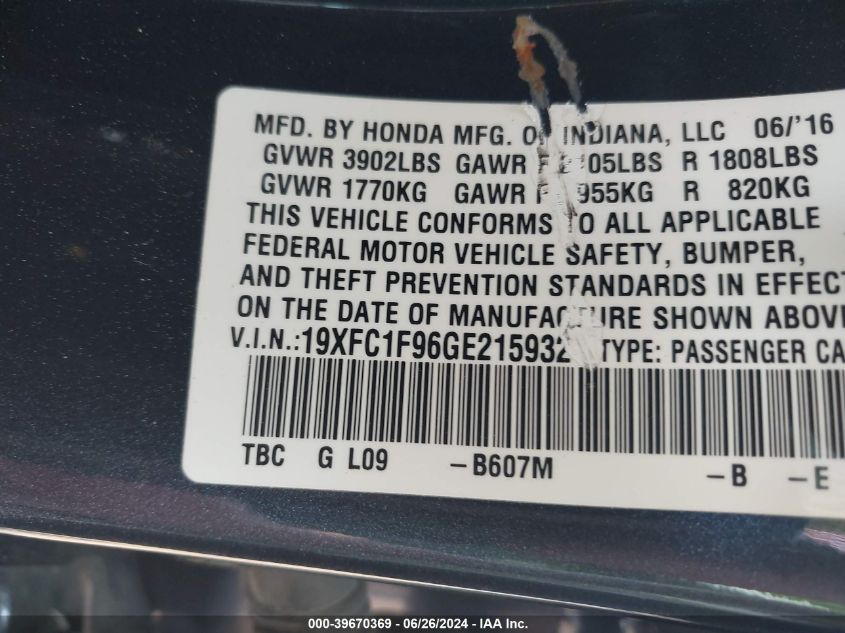 MFD. BY HONDA MFG. OF INDIANA, LLC 06/'16
GVWR 3902LBS GAWR F 2105LBS R 1808LBS
GVWR 1770KG GAWR F 955KG R 820KG
THIS VEHICLE CONFORMS TO ALL APPLICABLE
FEDERAL MOTOR VEHICLE SAFETY, BUMPER,
AND THEFT PREVENTION STANDARDS IN EFFECT
ON THE DATE OF MANUFACTURE SHOWN ABOV
V.I.N.:19XFC1F96GE215932 TYPE: PASSENGER CA
TBC G L09 -B607M -B -E
000-39670369 / 06/26/2024 - IAA Inc.